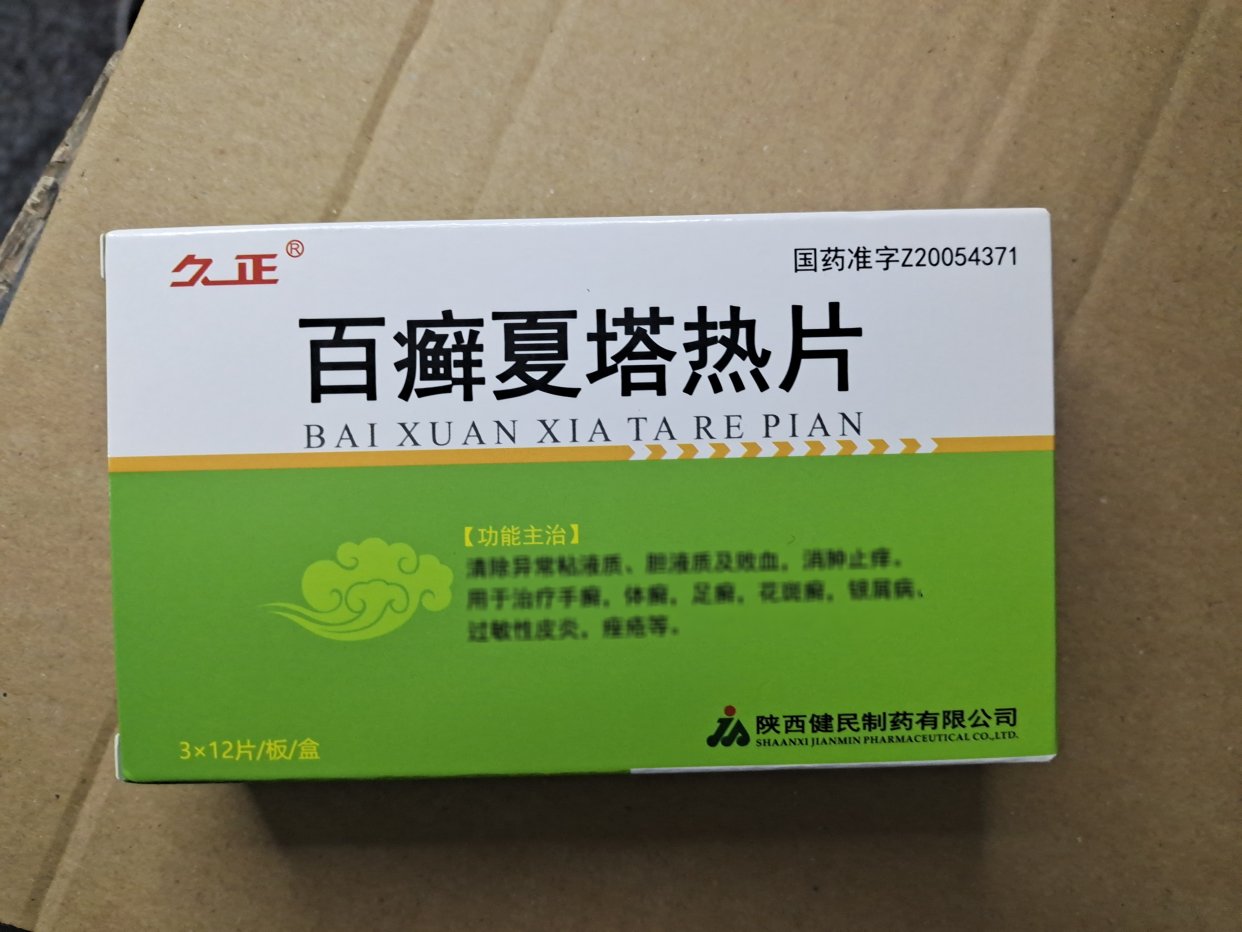 久正®
国药准字Z20054371
百癣夏塔热片
BAI XUAN XIA TA RE PIAN
【功能主治】
清除异常粘液质、胆液质及败血，消肿止痒。
用于治疗手癣，体癣，足癣，花斑癣，银屑病，
过敏性皮炎，痤疮等。
3×12片/板/盒
陕西健民制药有限公司
SHAANXI JIANMIN PHARMACEUTICAL CO.,LTD.